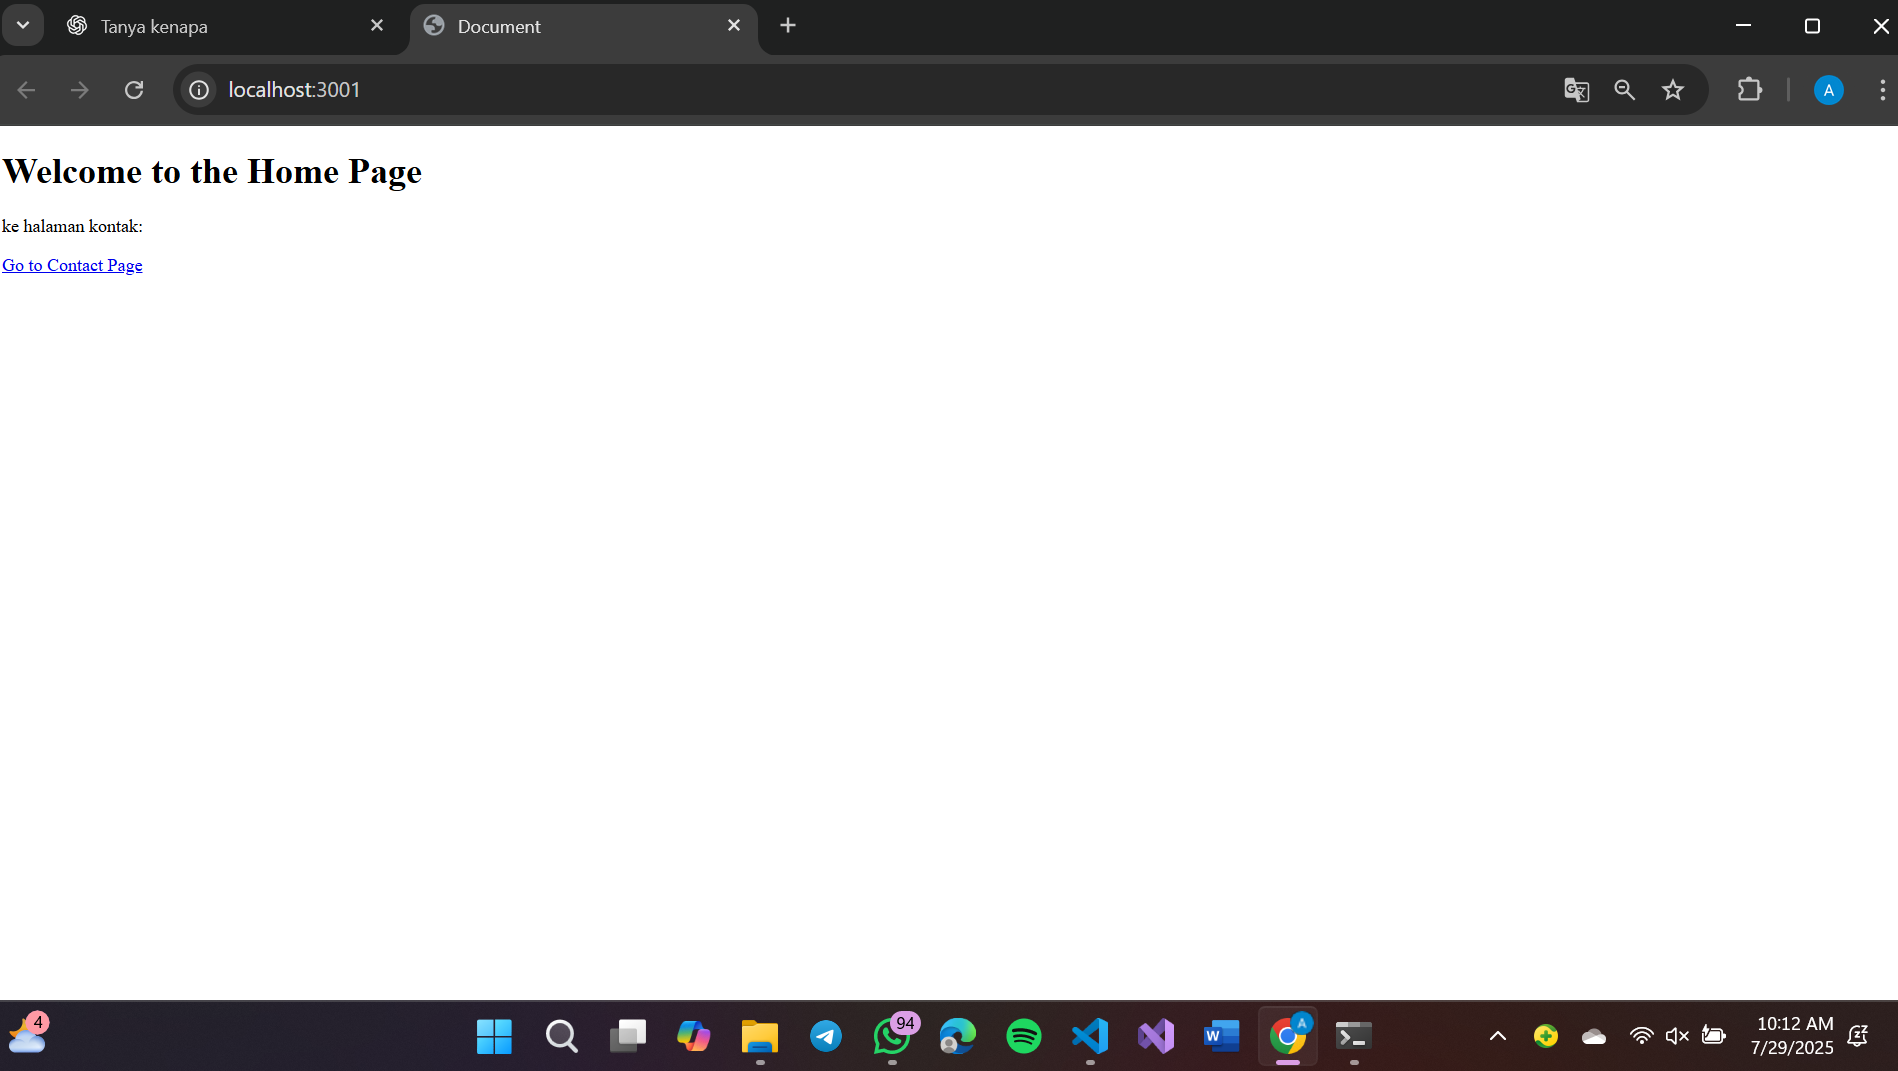 Tanya kenapa
Document
localhost:3001
A
Welcome to the Home Page
ke halaman kontak:
Go to Contact Page
4
94
W
A
10:12 AM
7/29/2025